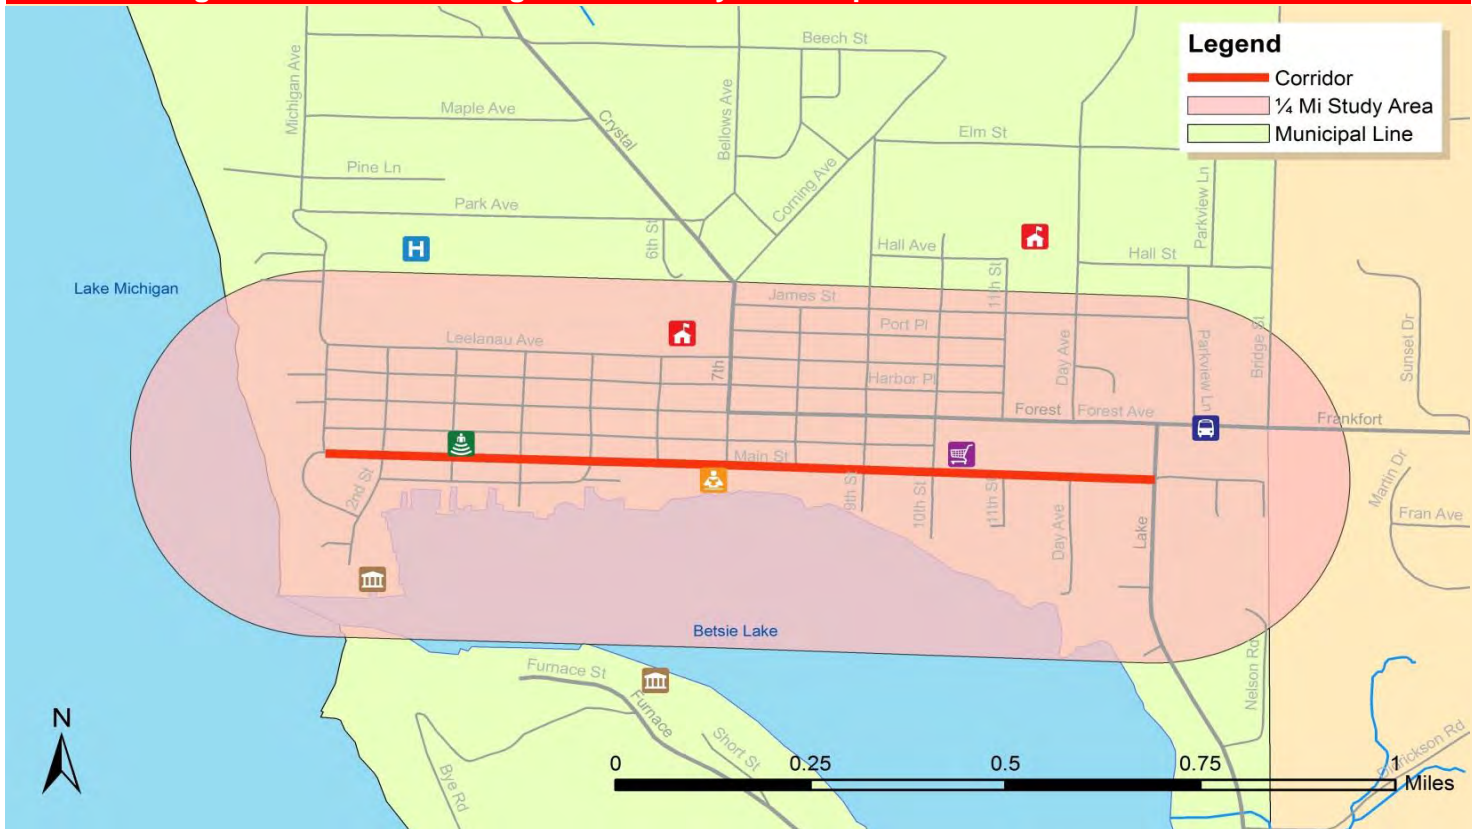 Beech St
Michigan Ave
Maple Ave
Crystal
Bellows Ave
Elm St
Pine Ln
Corning Ave
Parkview Ln
Park Ave
6th St
H
Hall Ave
Hall St
Lake Michigan
11th St
James St
Port Pl
Leelanau Ave
7th
Harbor Pl
Day Ave
Parkview Ln
Bridge St
Sunset Dr
Forest
Forest Ave
Frankfort
Main St
2nd St
9th St
10th St
11th St
Day Ave
Lake
Martin Dr
Fran Ave
Betsie Lake
Furnace St
Furnace
Short St
Bye Rd
Nelson Rd
Didrickson Rd
N
0
0.25
0.5
0.75
1
Miles
Legend
Corridor
¼ Mi Study Area
Municipal Line